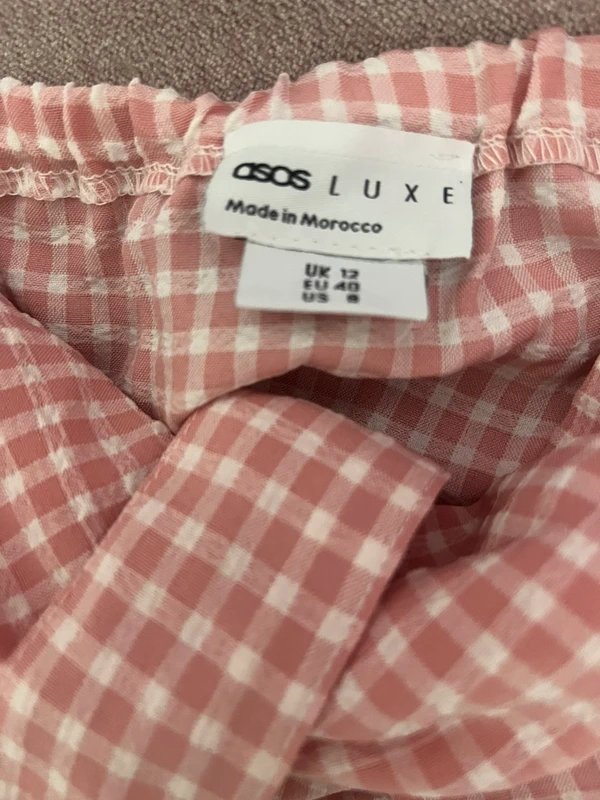 asos LUXE
Made in Morocco
UK 12
EU 40
US 8